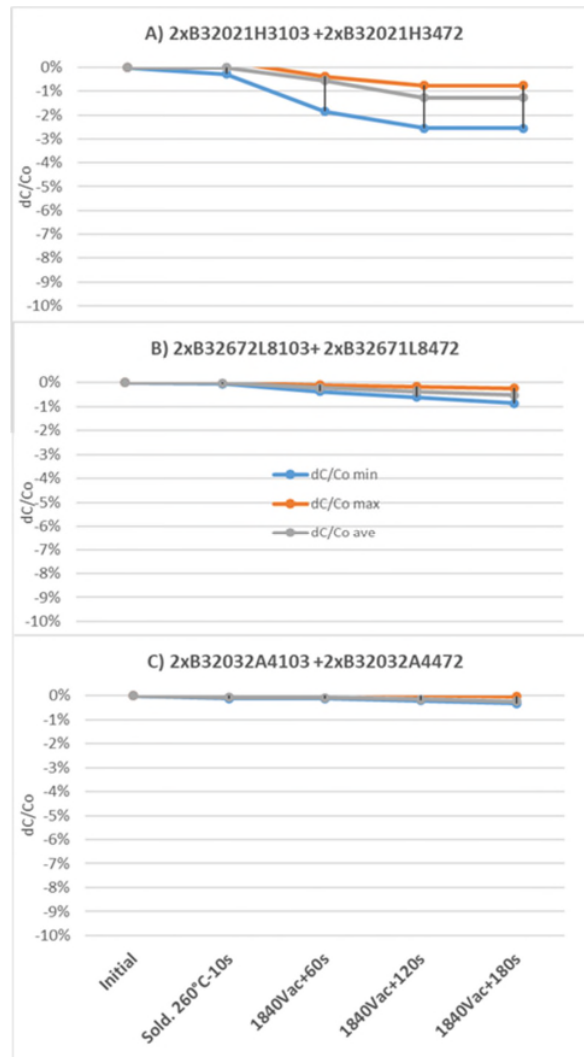 A) 2xB32021H3103 +2xB32021H3472
0%
-1%
-2%
-3%
-4%
-5%
-6%
-7%
-8%
-9%
-10%
dC/Co
B) 2xB32672L8103+ 2xB32671L8472
0%
-1%
-2%
-3%
-4%
-5%
-6%
-7%
-8%
-9%
-10%
dC/Co
dC/Co min
dC/Co max
dC/Co ave
C) 2xB32032A4103 +2xB32032A4472
0%
-1%
-2%
-3%
-4%
-5%
-6%
-7%
-8%
-9%
-10%
dC/Co
Initial
Sold. 260°C-10s
1840Vac+60s
1840Vac+120s
1840Vac+180s